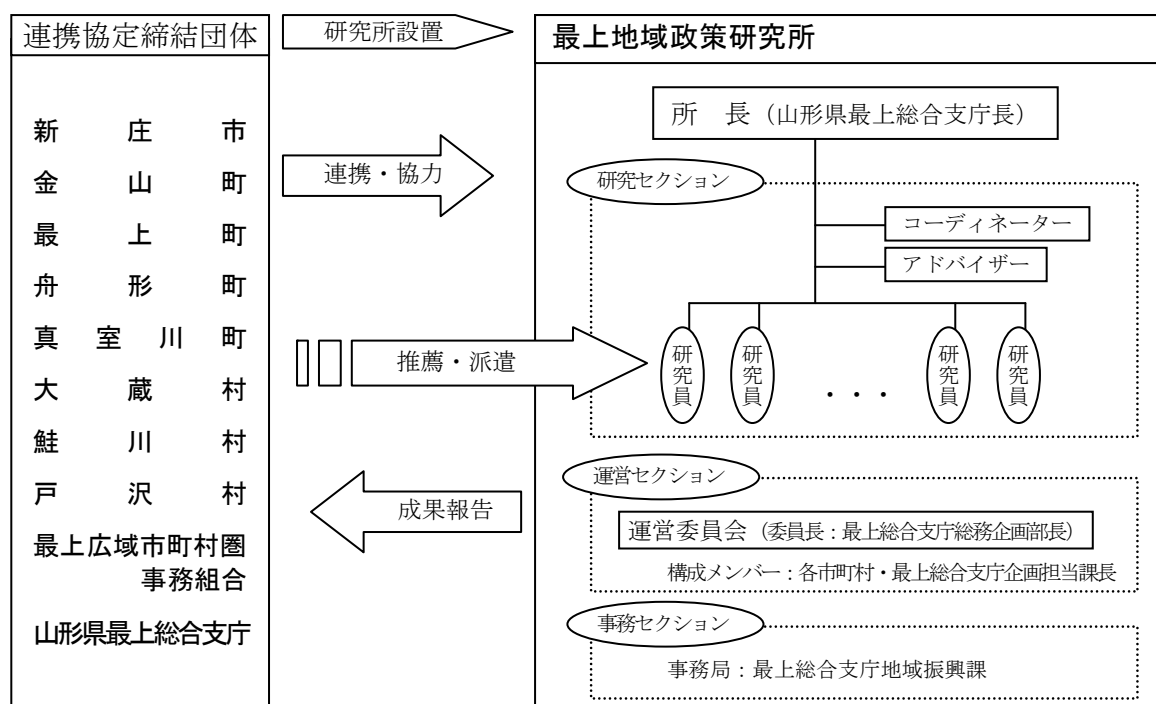 連携協定締結団体
新庄市
金山町
最上町
舟形町
真室川町
大蔵村
鮭川村
戸沢村
最上広域市町村圏
事務組合
山形県最上総合支庁
研究所設置
連携・協力
推薦・派遣
成果報告
最上地域政策研究所
所　長（山形県最上総合支庁長）
研究セクション
コーディネーター
アドバイザー
研究員
研究員
・・・
研究員
研究員
運営セクション
運営委員会（委員長：最上総合支庁総務企画部長）
構成メンバー：各市町村・最上総合支庁企画担当課長
事務セクション
事務局：最上総合支庁地域振興課